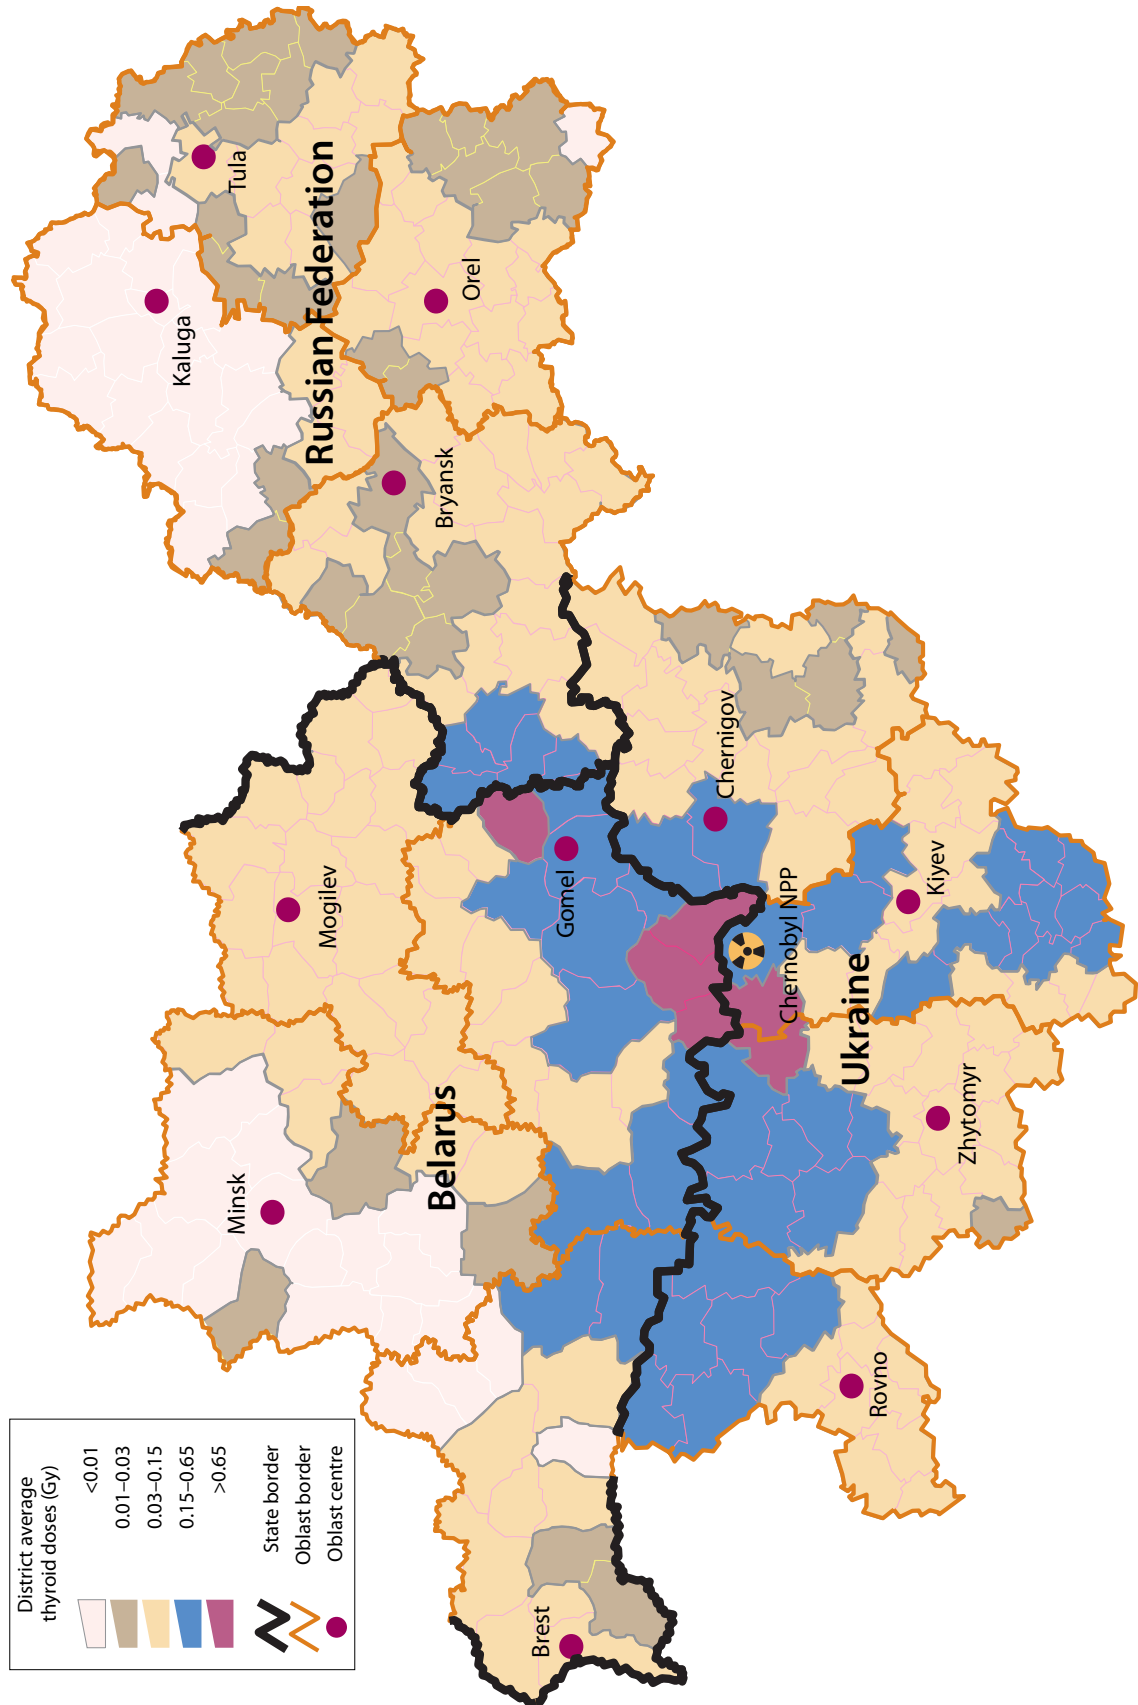 District average
thyroid doses (Gy)
<0.01
0.01–0.03
0.03–0.15
0.15–0.65
>0.65
State border
Oblast border
Oblast centre
Brest
Minsk
Mogilev
Belarus
Gomel
Kaluga
Tula
Russian Federation
Orel
Bryansk
Chernigov
Chernobyl NPP
Kiyev
Ukraine
Zhytomyr
Rovno